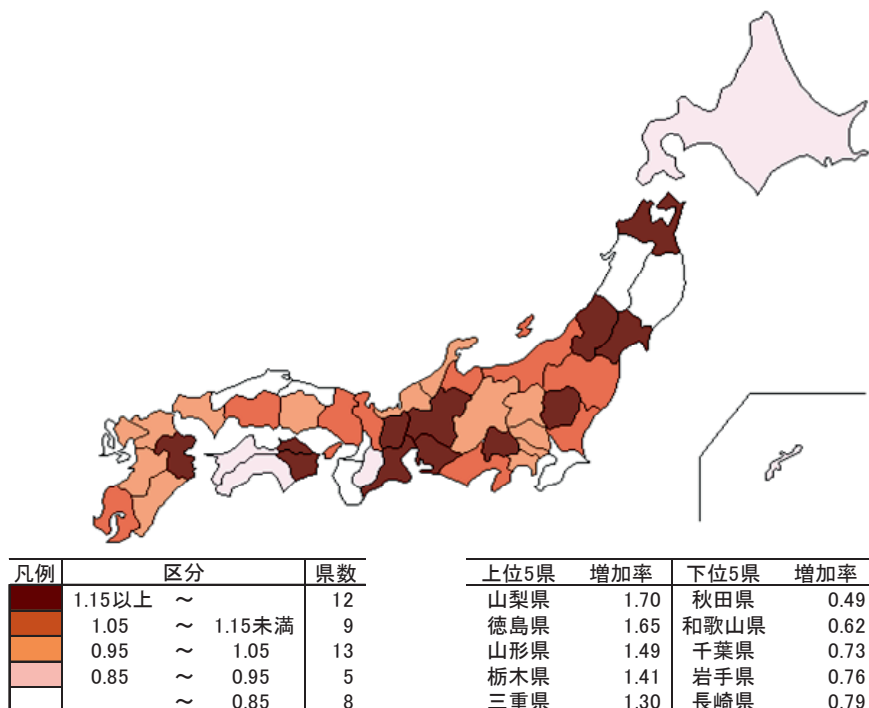 凡例 区分 県数
1.15以上 ～ 12
1.05 ～ 1.15未満 9
0.95 ～ 1.05 13
0.85 ～ 0.95 5
～ 0.85 8
上位5県 増加率 下位5県 増加率
山梨県 1.70 秋田県 0.49
徳島県 1.65 和歌山県 0.62
山形県 1.49 千葉県 0.73
栃木県 1.41 岩手県 0.76
三重県 1.30 長崎県 0.79